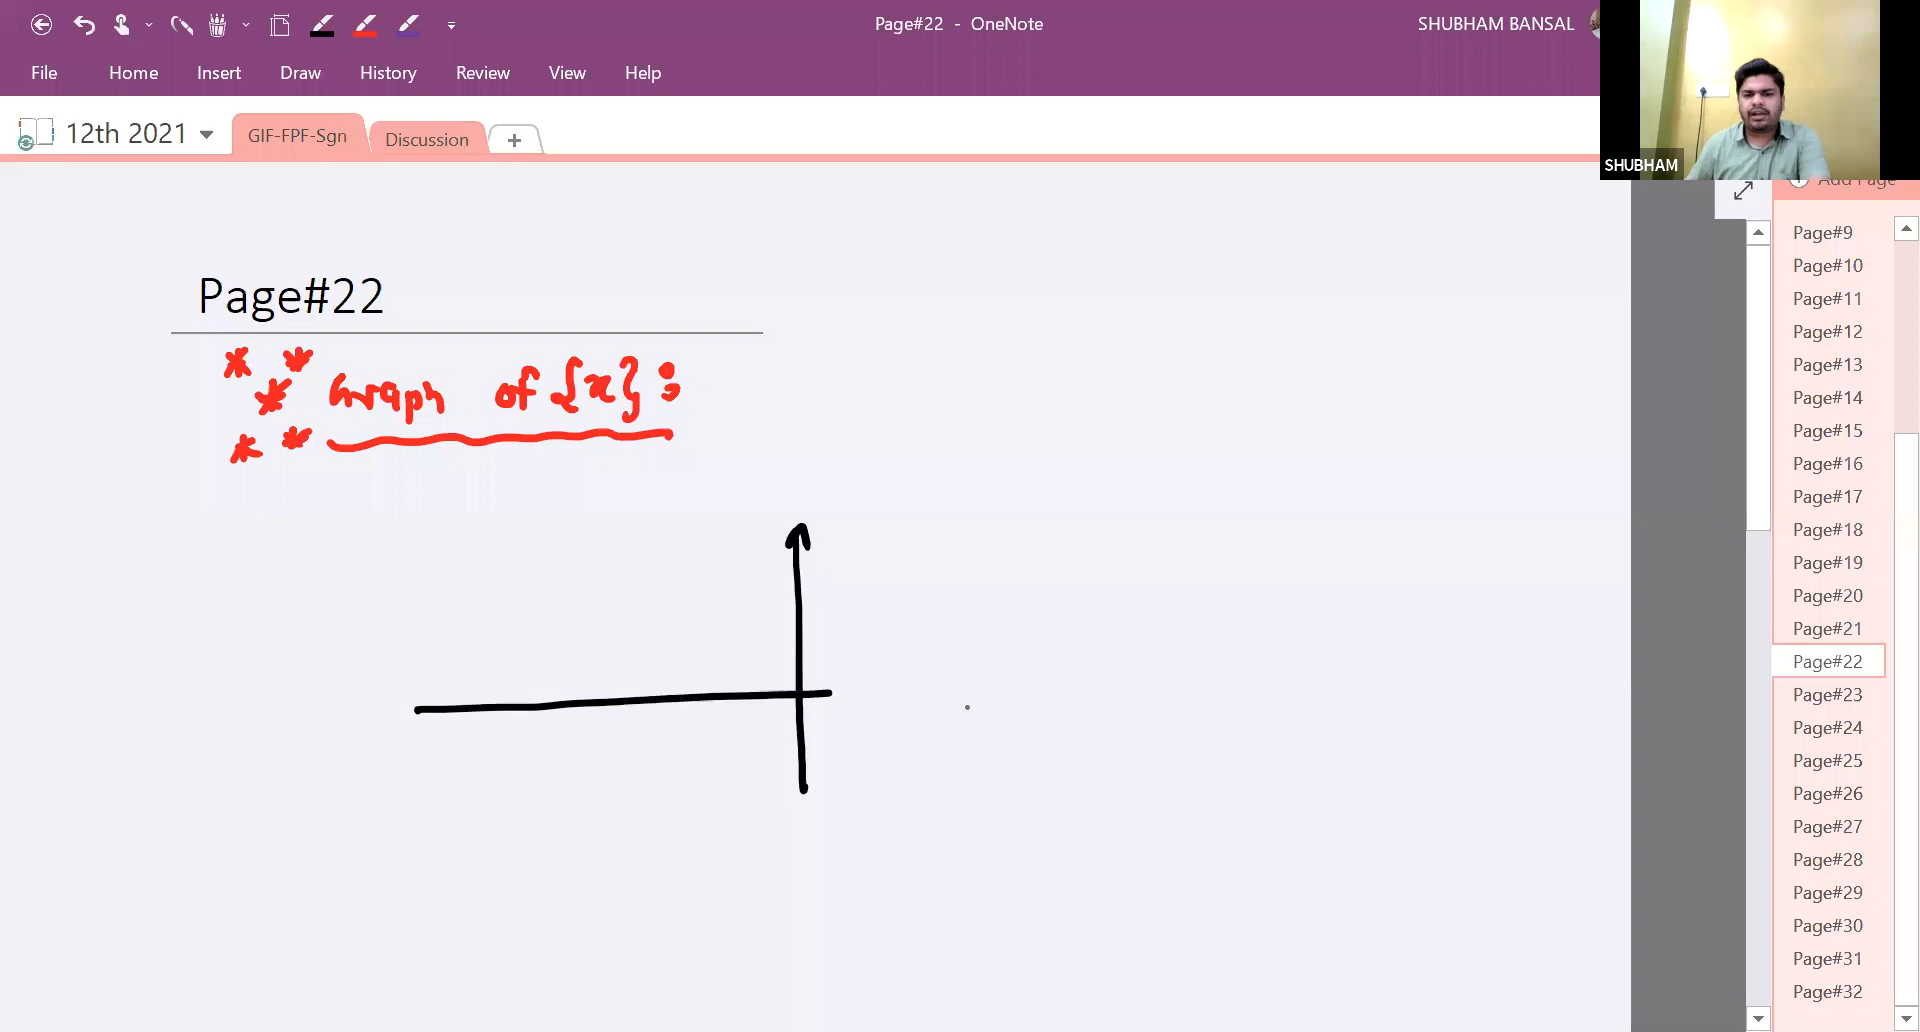 Page#22 - OneNote
SHUBHAM BANSAL
File Home Insert Draw History Review View Help
12th 2021
GIF-FPF-Sgn
Discussion
+
SHUBHAM
Add Page
Page#22
Graph of {x} :
Page#9
Page#10
Page#11
Page#12
Page#13
Page#14
Page#15
Page#16
Page#17
Page#18
Page#19
Page#20
Page#21
Page#22
Page#23
Page#24
Page#25
Page#26
Page#27
Page#28
Page#29
Page#30
Page#31
Page#32